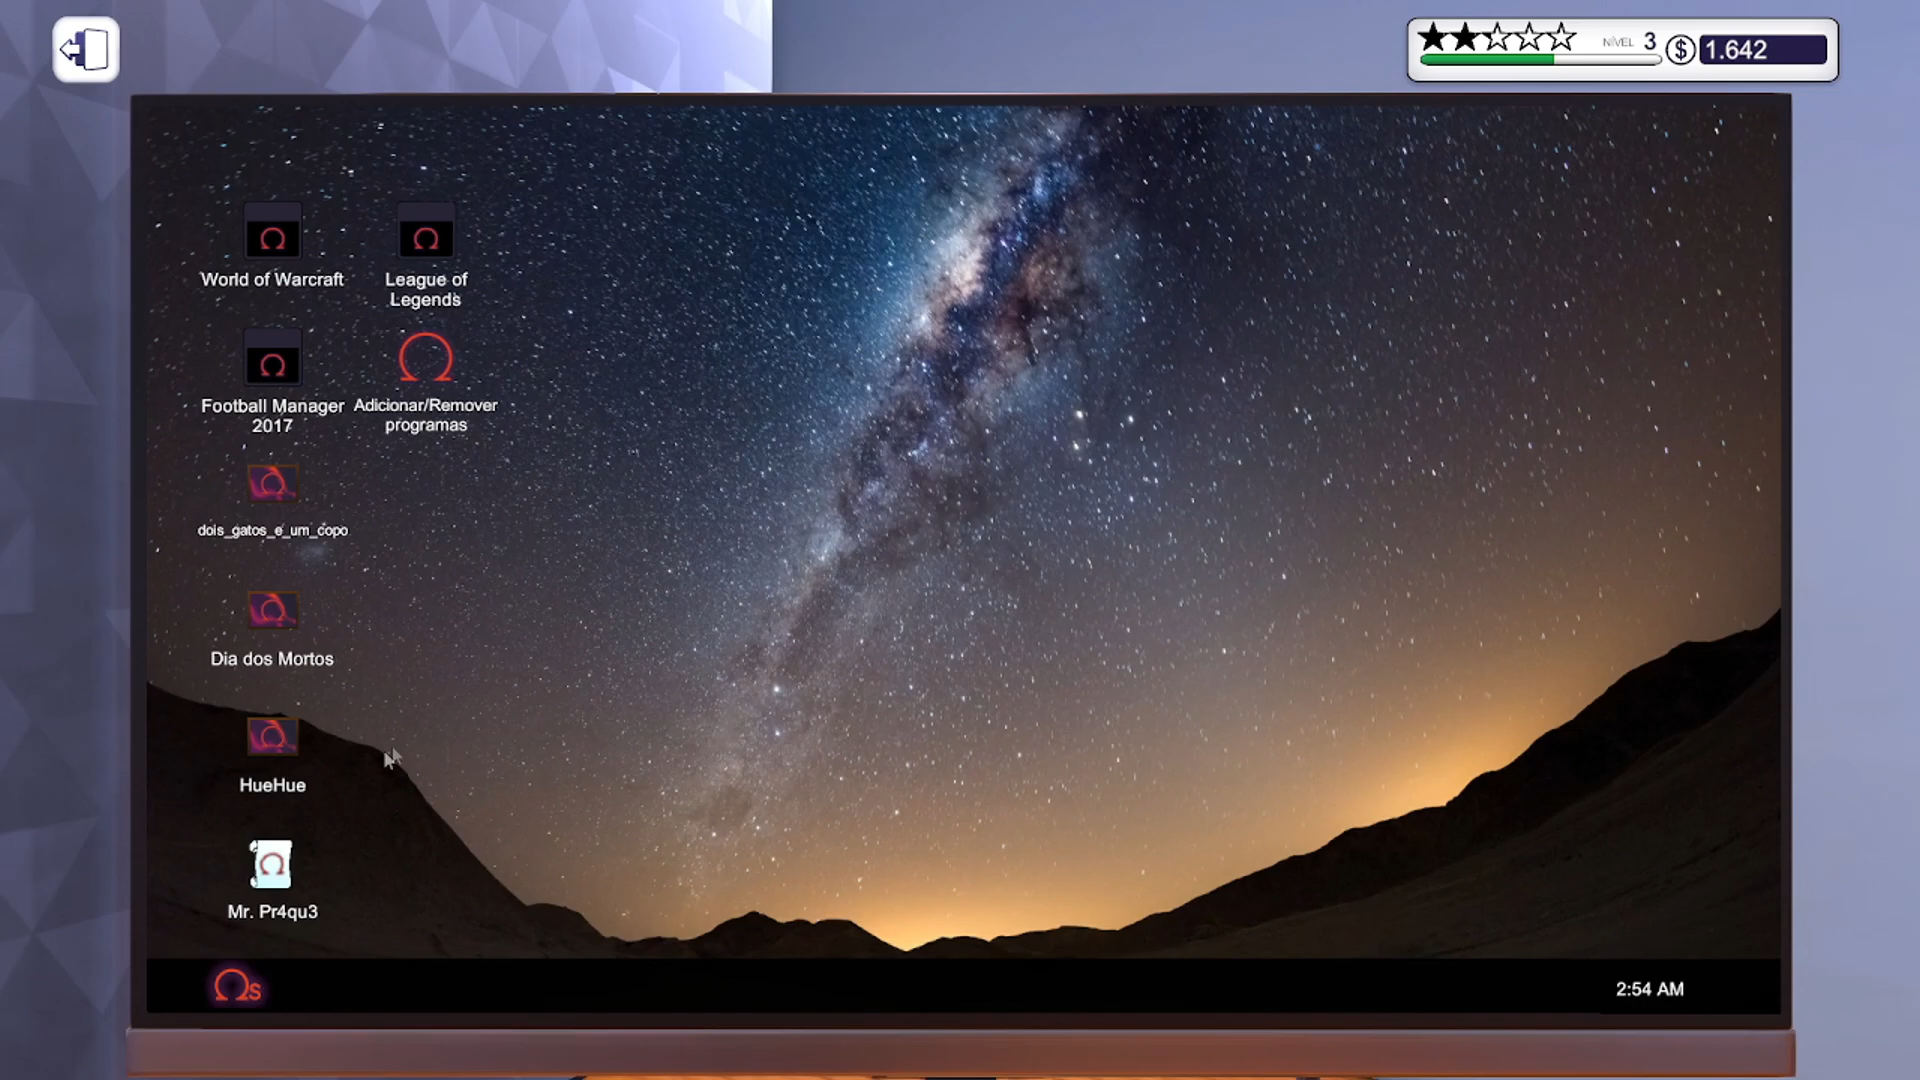 NÍVEL 3
$ 1.642
World of Warcraft
League of
Legends
Football Manager
2017
Adicionar/Remover
programas
dois_gatos_e_um_copo
Dia dos Mortos
HueHue
Mr. Pr4qu3
Ωs
2:54 AM